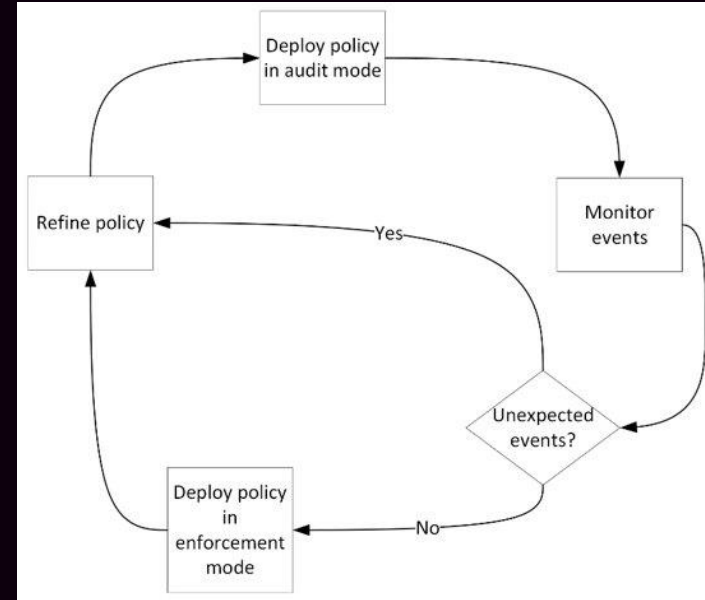 Deploy policy
in audit mode
Refine policy
Monitor
events
Yes
Unexpected
events?
Deploy policy
in
enforcement
mode
No